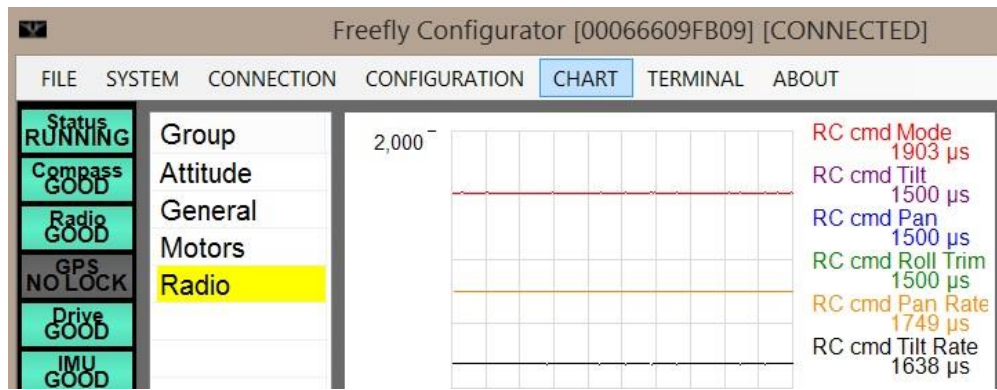 Freefly Configurator [00066609FB09] [CONNECTED]
FILE SYSTEM CONNECTION CONFIGURATION CHART TERMINAL ABOUT
Status
RUNNING
Compass
GOOD
Radio
GOOD
GPS
NO LOCK
Drive
GOOD
IMU
GOOD
Group
Attitude
General
Motors
Radio
2,000
RC cmd Mode
1903 µs
RC cmd Tilt
1500 µs
RC cmd Pan
1500 µs
RC cmd Roll Trim
1500 µs
RC cmd Pan Rate
1749 µs
RC cmd Tilt Rate
1638 µs